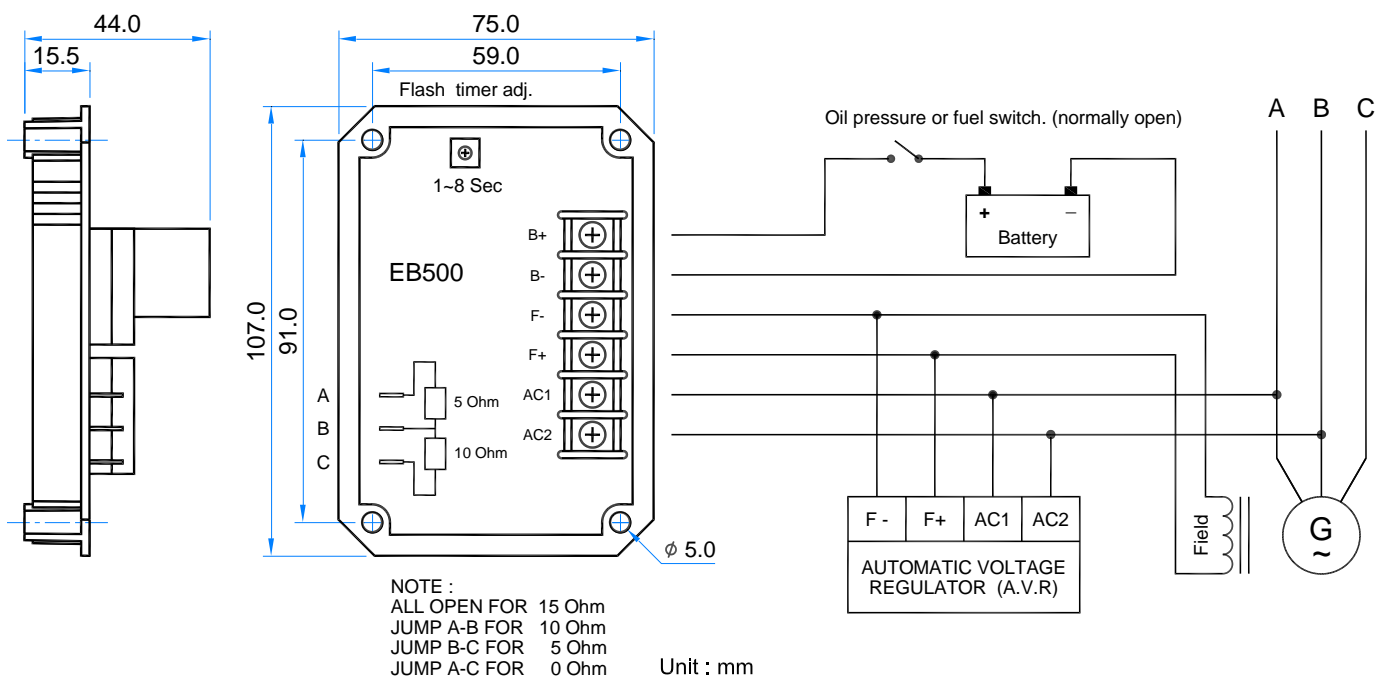 44.0
15.5
75.0
59.0
Flash timer adj.
1~8 Sec
107.0
91.0
EB500
B+
B-
F-
F+
AC1
AC2
A
B
C
5 Ohm
10 Ohm
ϕ 5.0
NOTE :
ALL OPEN FOR 15 Ohm
JUMP A-B FOR 10 Ohm
JUMP B-C FOR 5 Ohm
JUMP A-C FOR 0 Ohm
Unit : mm
Oil pressure or fuel switch. (normally open)
+ −
Battery
A B C
F - F+ AC1 AC2
AUTOMATIC VOLTAGE
REGULATOR (A.V.R)
Field
G
~